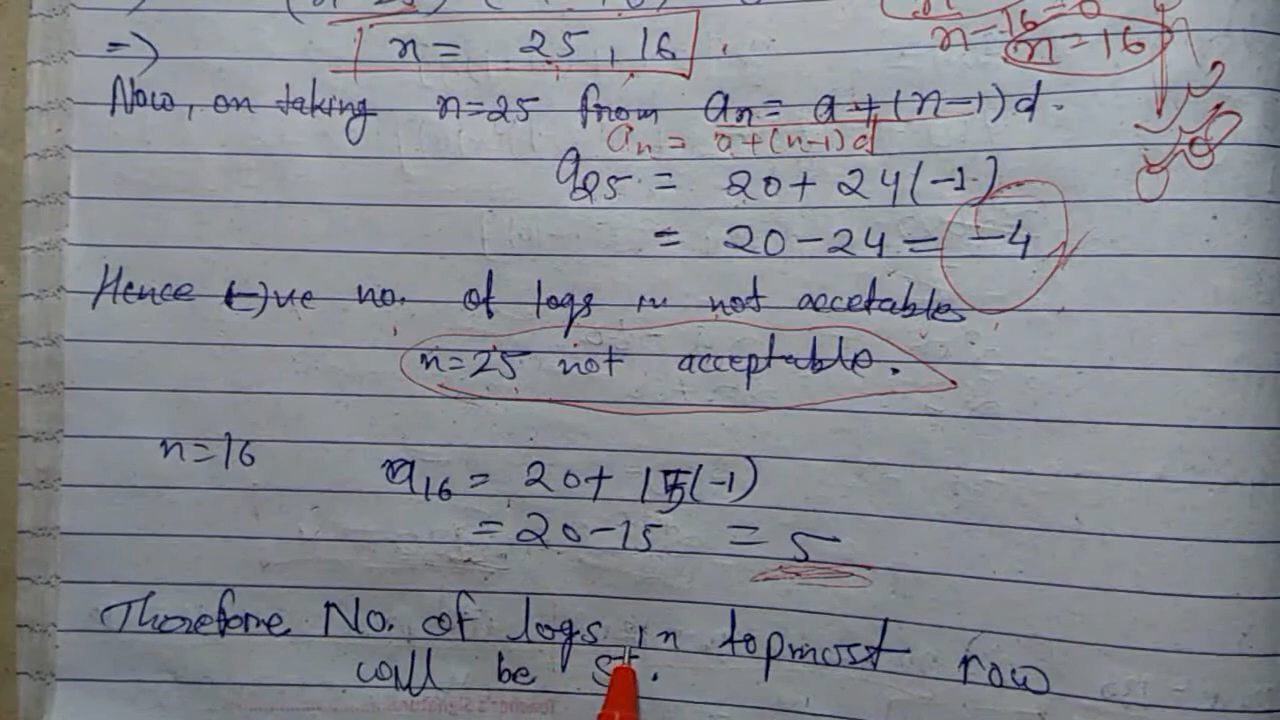 => n = 25, 16
n-16=0
n=16
Now, on taking n=25 from an = a+(n-1)d.
an = a+(n-1)d
a25 = 20+ 24(-1)
= 20-24 = -4
Hence (-)ve no. of logs is not accetables
n=25 not acceptable.
n=16 a16 = 20+ 15(-1)
= 20-15 = 5
Therefore No. of logs in topmost row
will be 5.